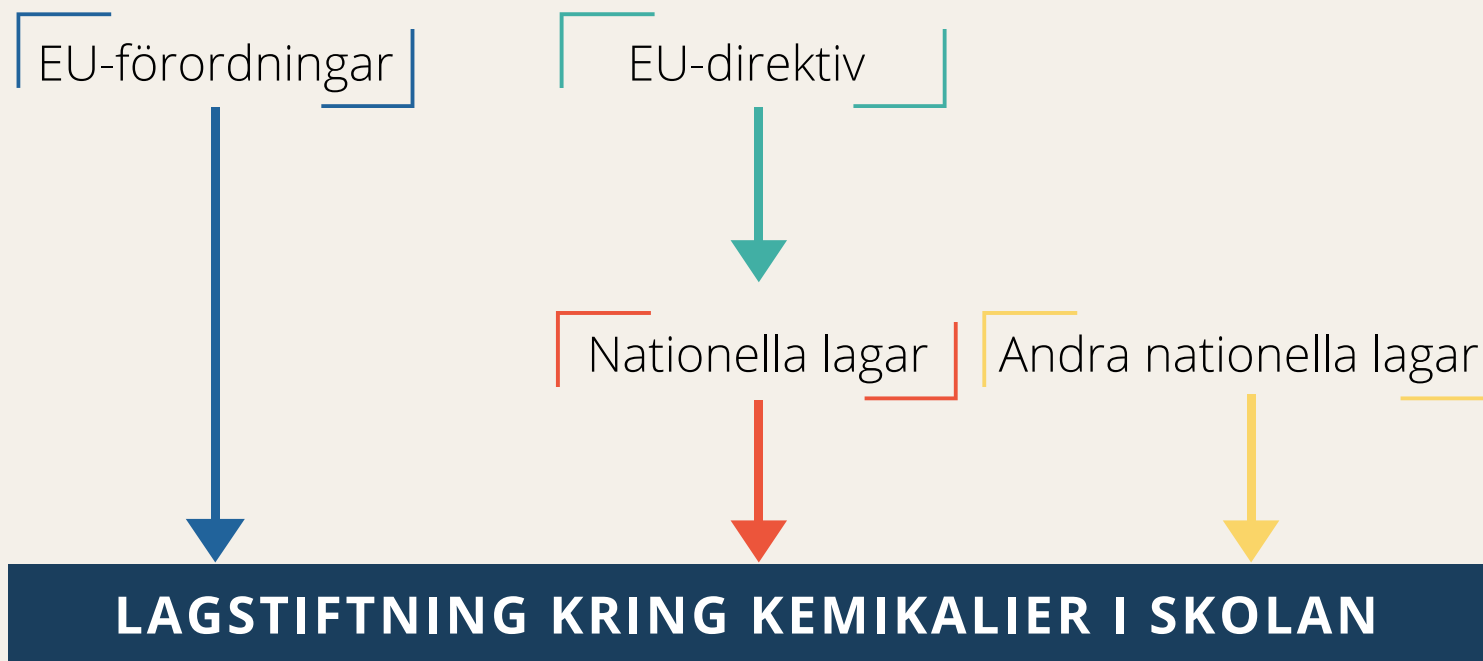 EU-förordningar
EU-direktiv
Nationella lagar
Andra nationella lagar
LAGSTIFTNING KRING KEMIKALIER I SKOLAN